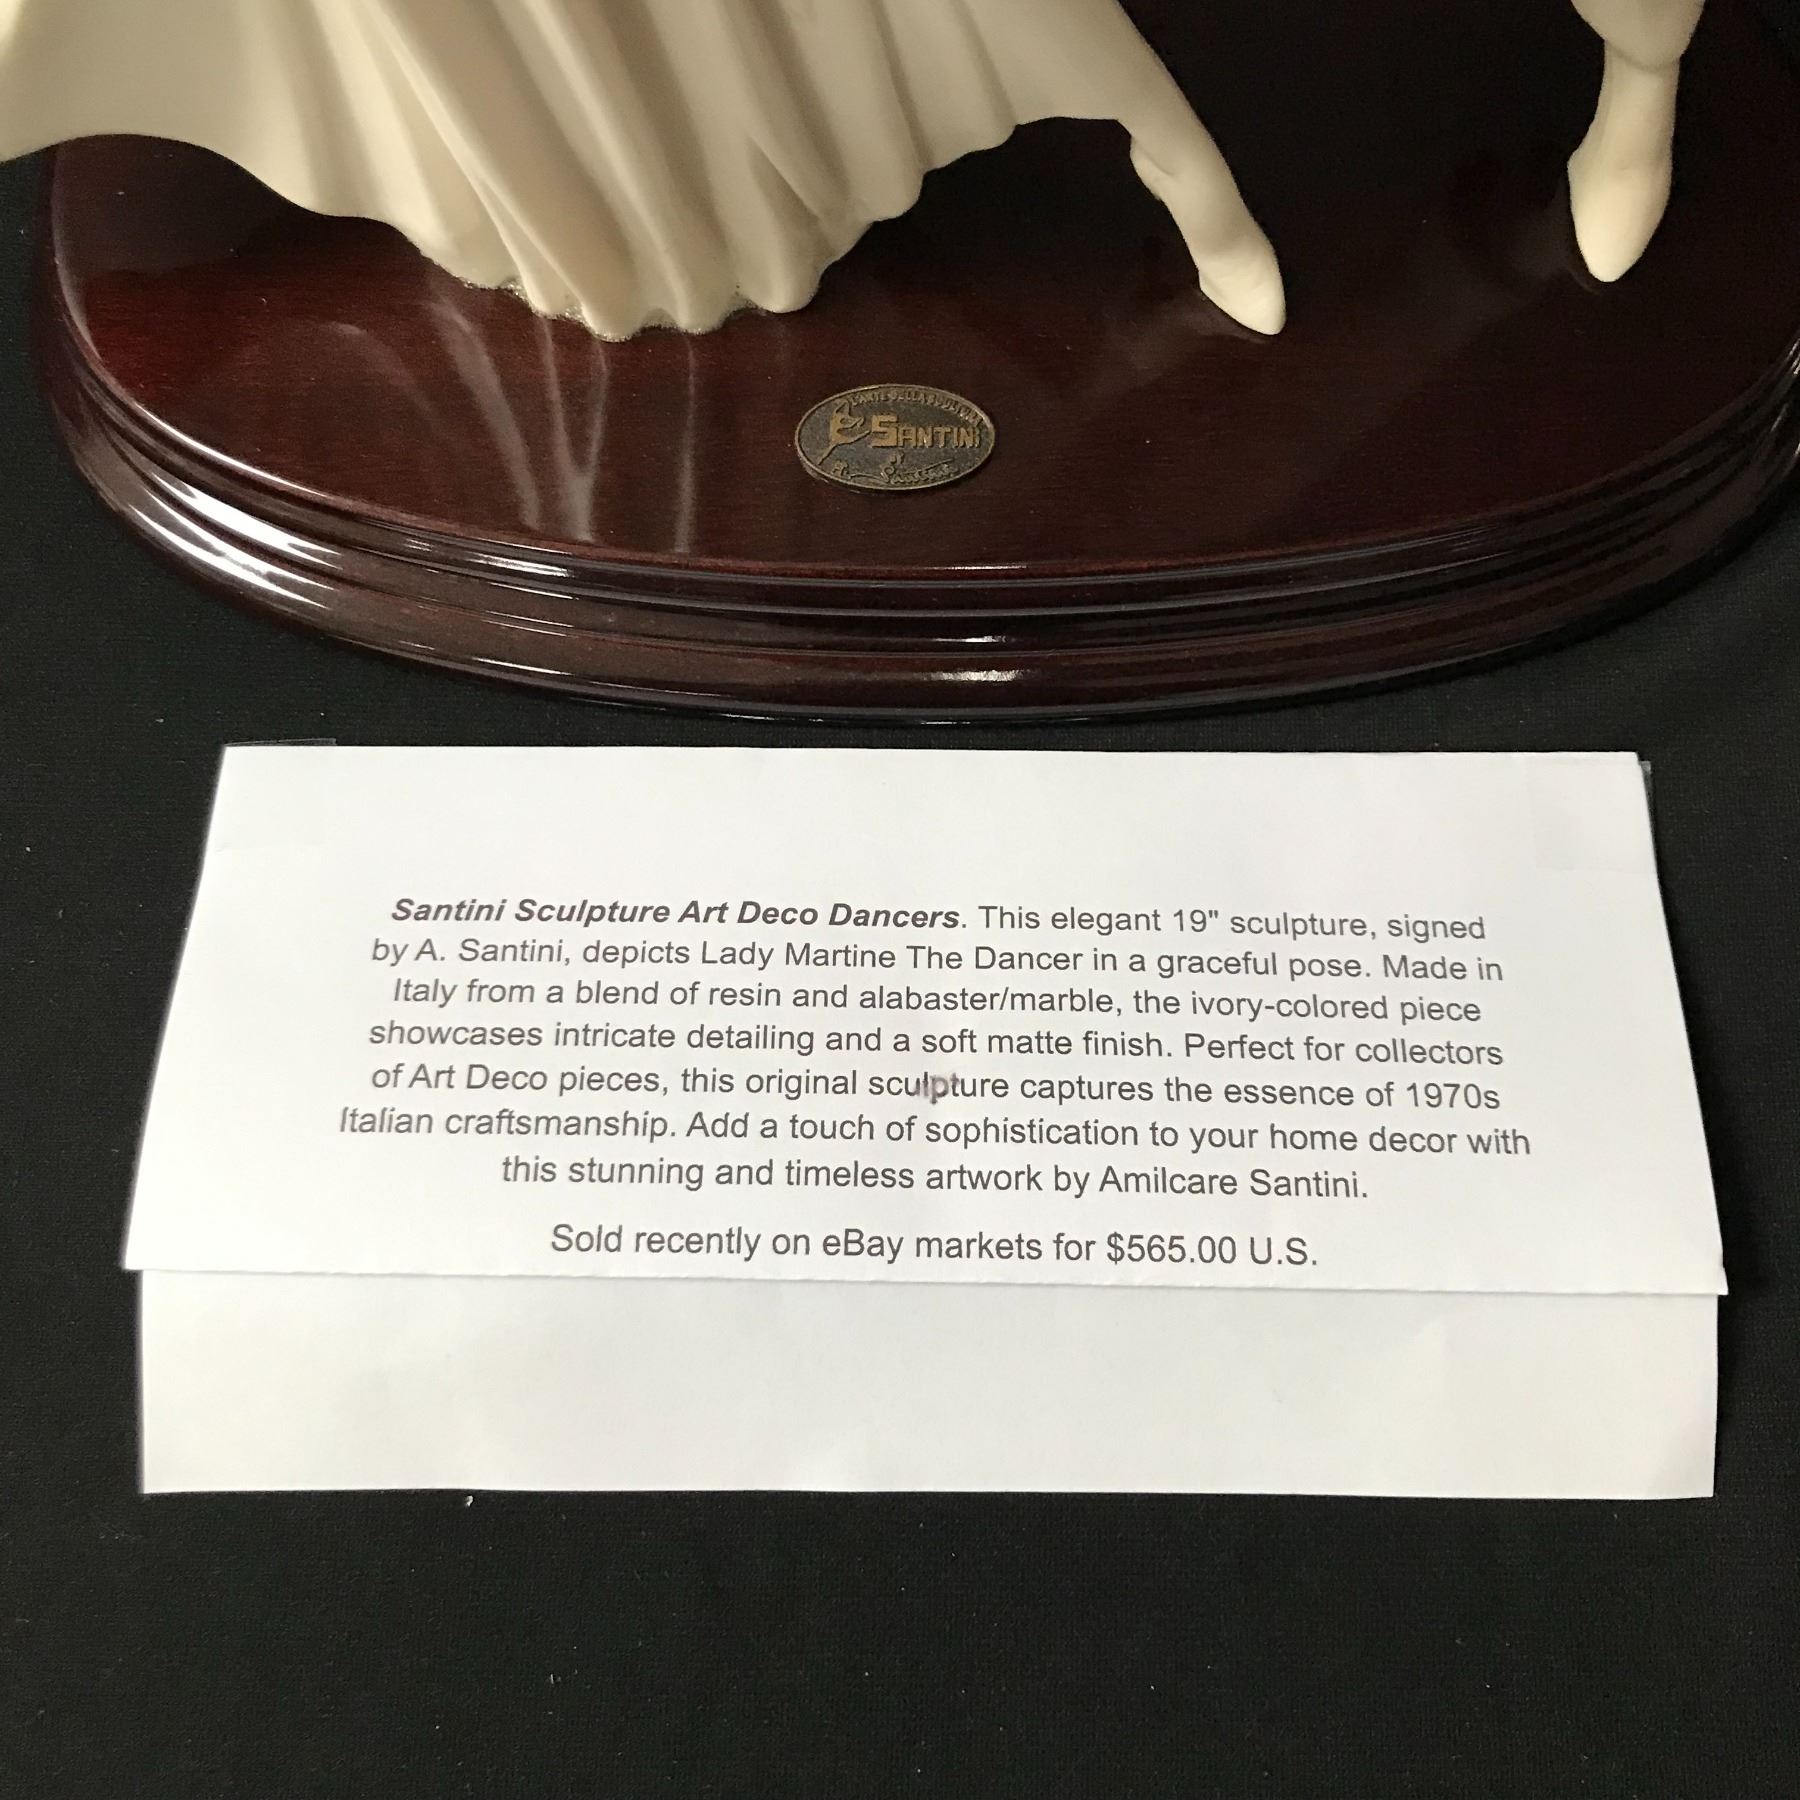 L'ARTE DELLA SCULTURA
SANTINI
A. Santini
Santini Sculpture Art Deco Dancers. This elegant 19" sculpture, signed
by A. Santini, depicts Lady Martine The Dancer in a graceful pose. Made in
Italy from a blend of resin and alabaster/marble, the ivory-colored piece
showcases intricate detailing and a soft matte finish. Perfect for collectors
of Art Deco pieces, this original sculpture captures the essence of 1970s
Italian craftsmanship. Add a touch of sophistication to your home decor with
this stunning and timeless artwork by Amilcare Santini.
Sold recently on eBay markets for $565.00 U.S.